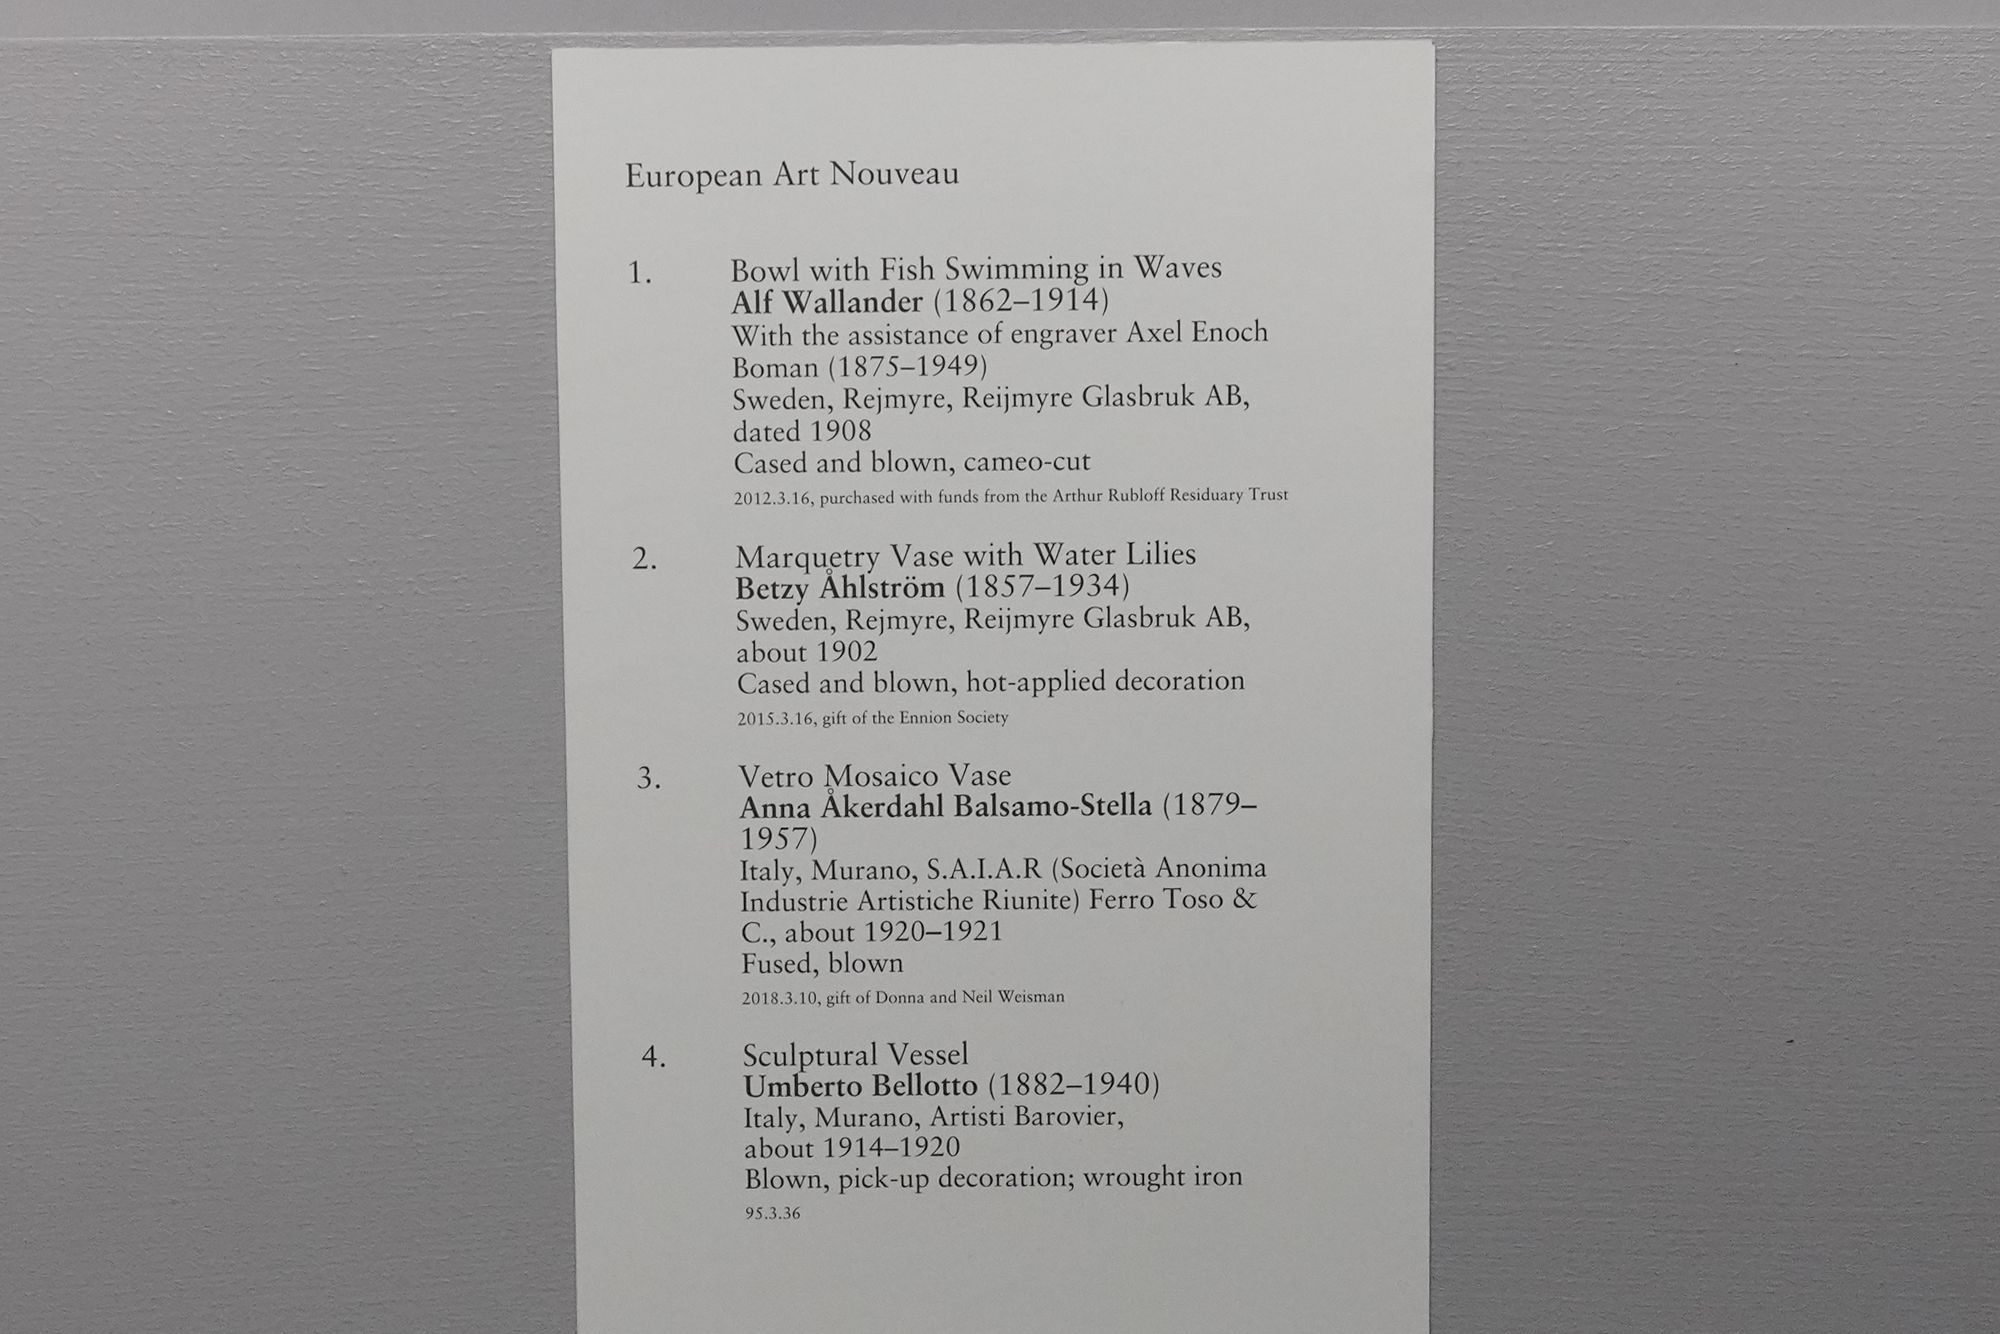 European Art Nouveau
1. Bowl with Fish Swimming in Waves
Alf Wallander (1862–1914)
With the assistance of engraver Axel Enoch
Boman (1875–1949)
Sweden, Rejmyre, Reijmyre Glasbruk AB,
dated 1908
Cased and blown, cameo-cut
2012.3.16, purchased with funds from the Arthur Rubloff Residuary Trust
2. Marquetry Vase with Water Lilies
Betzy Åhlström (1857–1934)
Sweden, Rejmyre, Reijmyre Glasbruk AB,
about 1902
Cased and blown, hot-applied decoration
2015.3.16, gift of the Ennion Society
3. Vetro Mosaico Vase
Anna Åkerdahl Balsamo-Stella (1879–
1957)
Italy, Murano, S.A.I.A.R (Società Anonima
Industrie Artistiche Riunite) Ferro Toso &
C., about 1920–1921
Fused, blown
2018.3.10, gift of Donna and Neil Weisman
4. Sculptural Vessel
Umberto Bellotto (1882–1940)
Italy, Murano, Artisti Barovier,
about 1914–1920
Blown, pick-up decoration; wrought iron
95.3.36